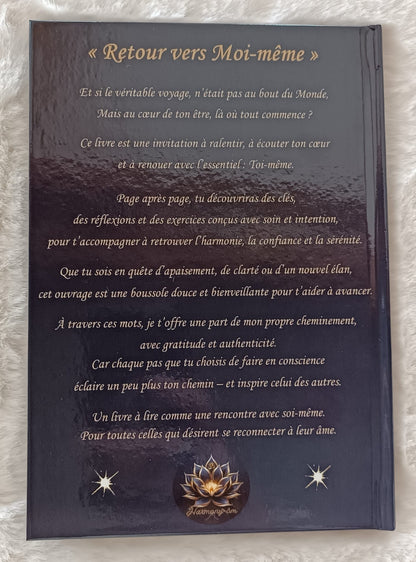 « Retour vers Moi-même »
Et si le véritable voyage, n'était pas au bout du Monde,
Mais au cœur de ton être, là où tout commence ?
Ce livre est une invitation à ralentir, à écouter ton cœur
et à renouer avec l'essentiel : Toi-même.
Page après page, tu découvriras des clés,
des réflexions et des exercices conçus avec soin et intention,
pour t'accompagner à retrouver l'harmonie, la confiance et la sérénité.
Que tu sois en quête d'apaisement, de clarté ou d'un nouvel élan,
cet ouvrage est une boussole douce et bienveillante pour t'aider à avancer.
À travers ces mots, je t'offre une part de mon propre cheminement,
avec gratitude et authenticité.
Car chaque pas que tu choisis de faire en conscience
éclaire un peu plus ton chemin – et inspire celui des autres.
Un livre à lire comme une rencontre avec soi-même.
Pour toutes celles qui désirent se reconnecter à leur âme.